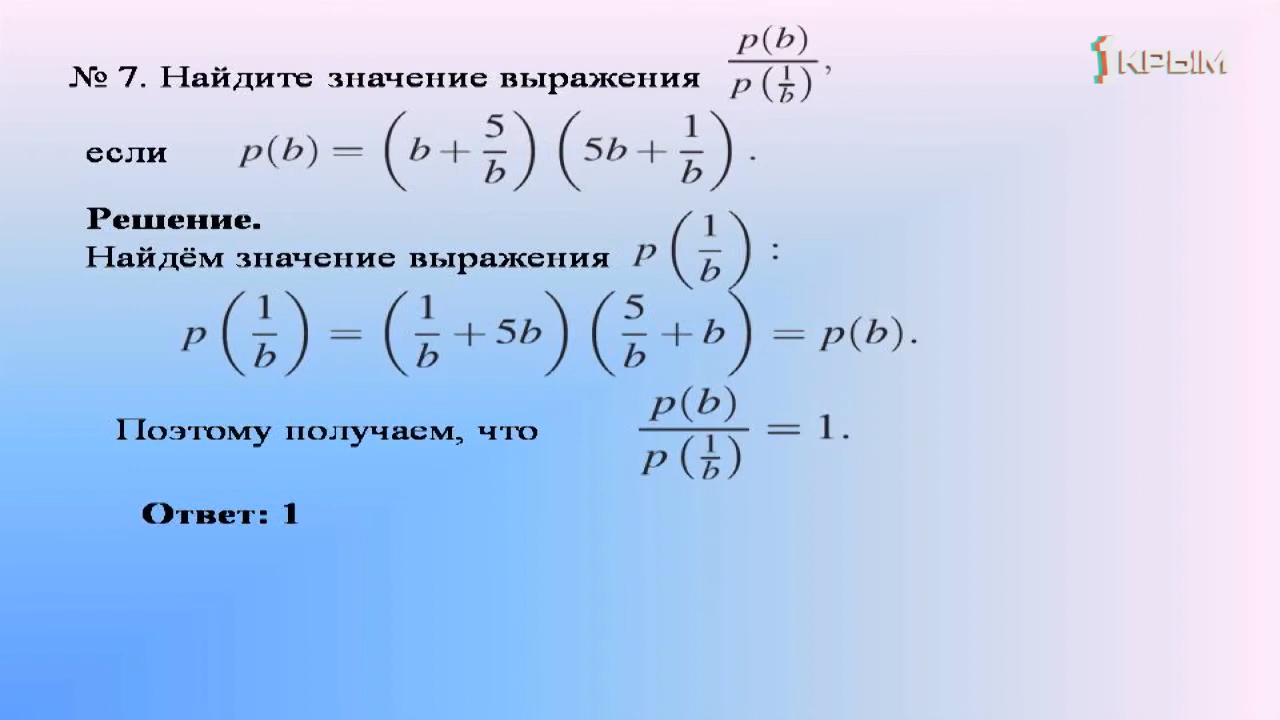 № 7. Найдите значение выражения p(b)/p(1/b),
1КРЫМ
если p(b) = (b + 5/b)(5b + 1/b).
Решение.
Найдём значение выражения p(1/b) :
p(1/b) = (1/b + 5b)(5/b + b) = p(b).
Поэтому получаем, что p(b)/p(1/b) = 1.
Ответ: 1